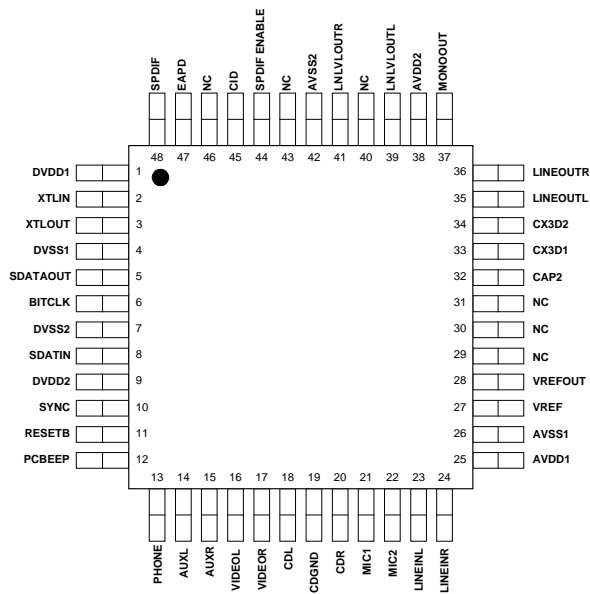 SPDIF
EAPD
NC
CID
SPDIF ENABLE
NC
AVSS2
LNLVLOUTR
NC
LNLVLOUTL
AVDD2
MONOOUT
48 47 46 45 44 43 42 41 40 39 38 37
DVDD1 1 36 LINEOUTR
XTLIN 2 35 LINEOUTL
XTLOUT 3 34 CX3D2
DVSS1 4 33 CX3D1
SDATAOUT 5 32 CAP2
BITCLK 6 31 NC
DVSS2 7 30 NC
SDATIN 8 29 NC
DVDD2 9 28 VREFOUT
SYNC 10 27 VREF
RESETB 11 26 AVSS1
PCBEEP 12 25 AVDD1
13 14 15 16 17 18 19 20 21 22 23 24
PHONE
AUXL
AUXR
VIDEOL
VIDEOR
CDL
CDGND
CDR
MIC1
MIC2
LINEINL
LINEINR